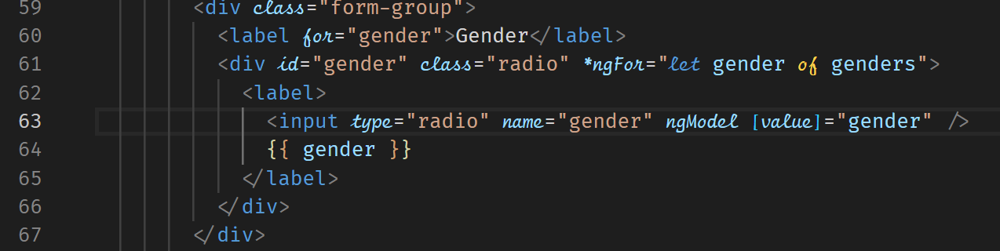 59 <div class="form-group">
60 <label for="gender">Gender</label>
61 <div id="gender" class="radio" *ngFor="let gender of genders">
62 <label>
63 <input type="radio" name="gender" ngModel [value]="gender" />
64 {{ gender }}
65 </label>
66 </div>
67 </div>